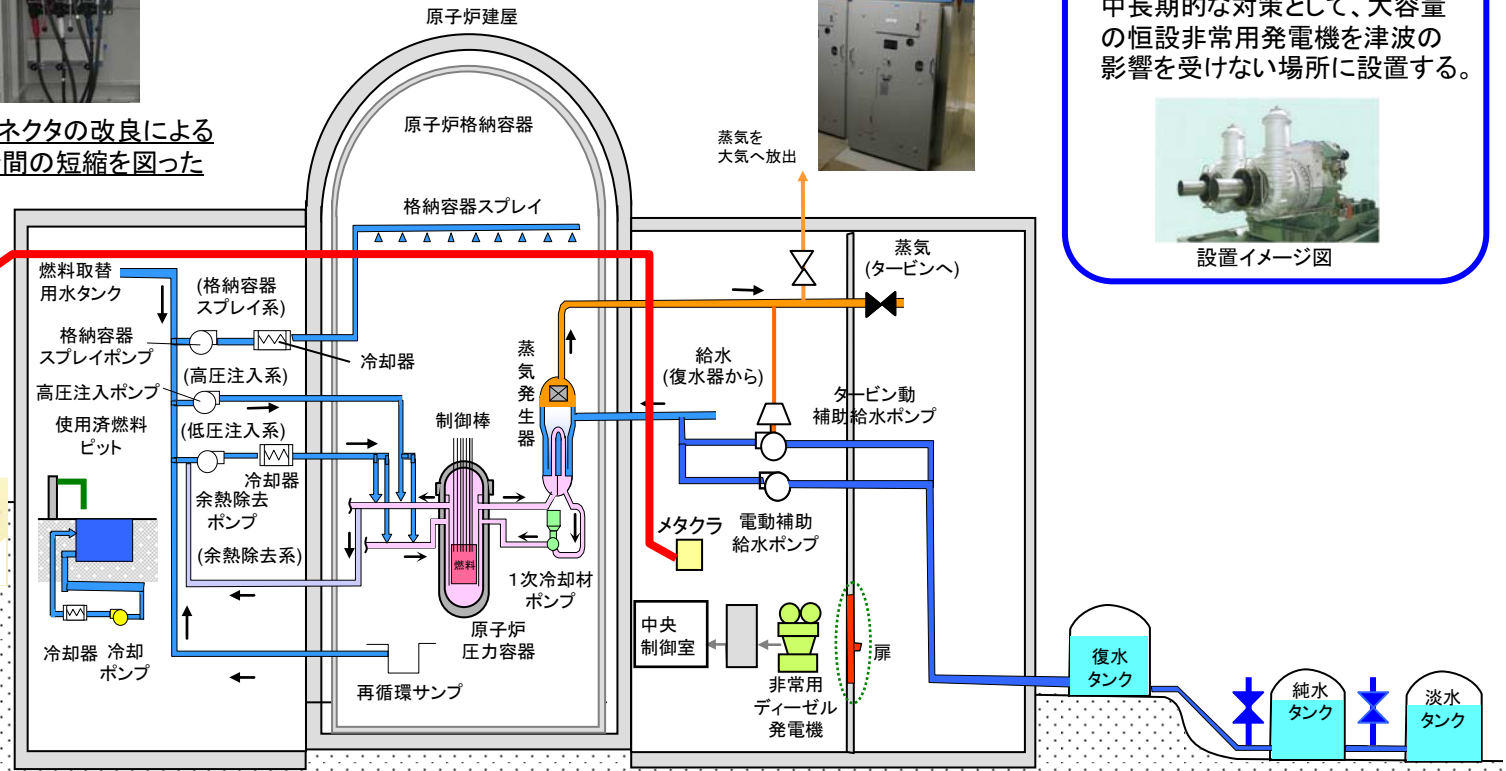 原子炉建屋
中長期的な対策として、大容量
の恒設非常用発電機を津波の
影響を受けない場所に設置する。
設置イメージ図
ネクタの改良による
間の短縮を図った
原子炉格納容器
蒸気を
大気へ放出
格納容器スプレイ
燃料取替
用水タンク
(格納容器
スプレイ系)
蒸気
(タービンへ)
格納容器
スプレイポンプ
冷却器
蒸気発生器
給水
(復水器から)
高圧注入ポンプ
(高圧注入系)
タービン動
補助給水ポンプ
使用済燃料
ピット
(低圧注入系)
制御棒
冷却器
余熱除去
ポンプ
(余熱除去系)
メタクラ
電動補助
給水ポンプ
燃料
1次冷却材
ポンプ
原子炉
圧力容器
冷却器
冷却
ポンプ
再循環サンプ
中央
制御室
扉
非常用
ディーゼル
発電機
復水
タンク
純水
タンク
淡水
タンク